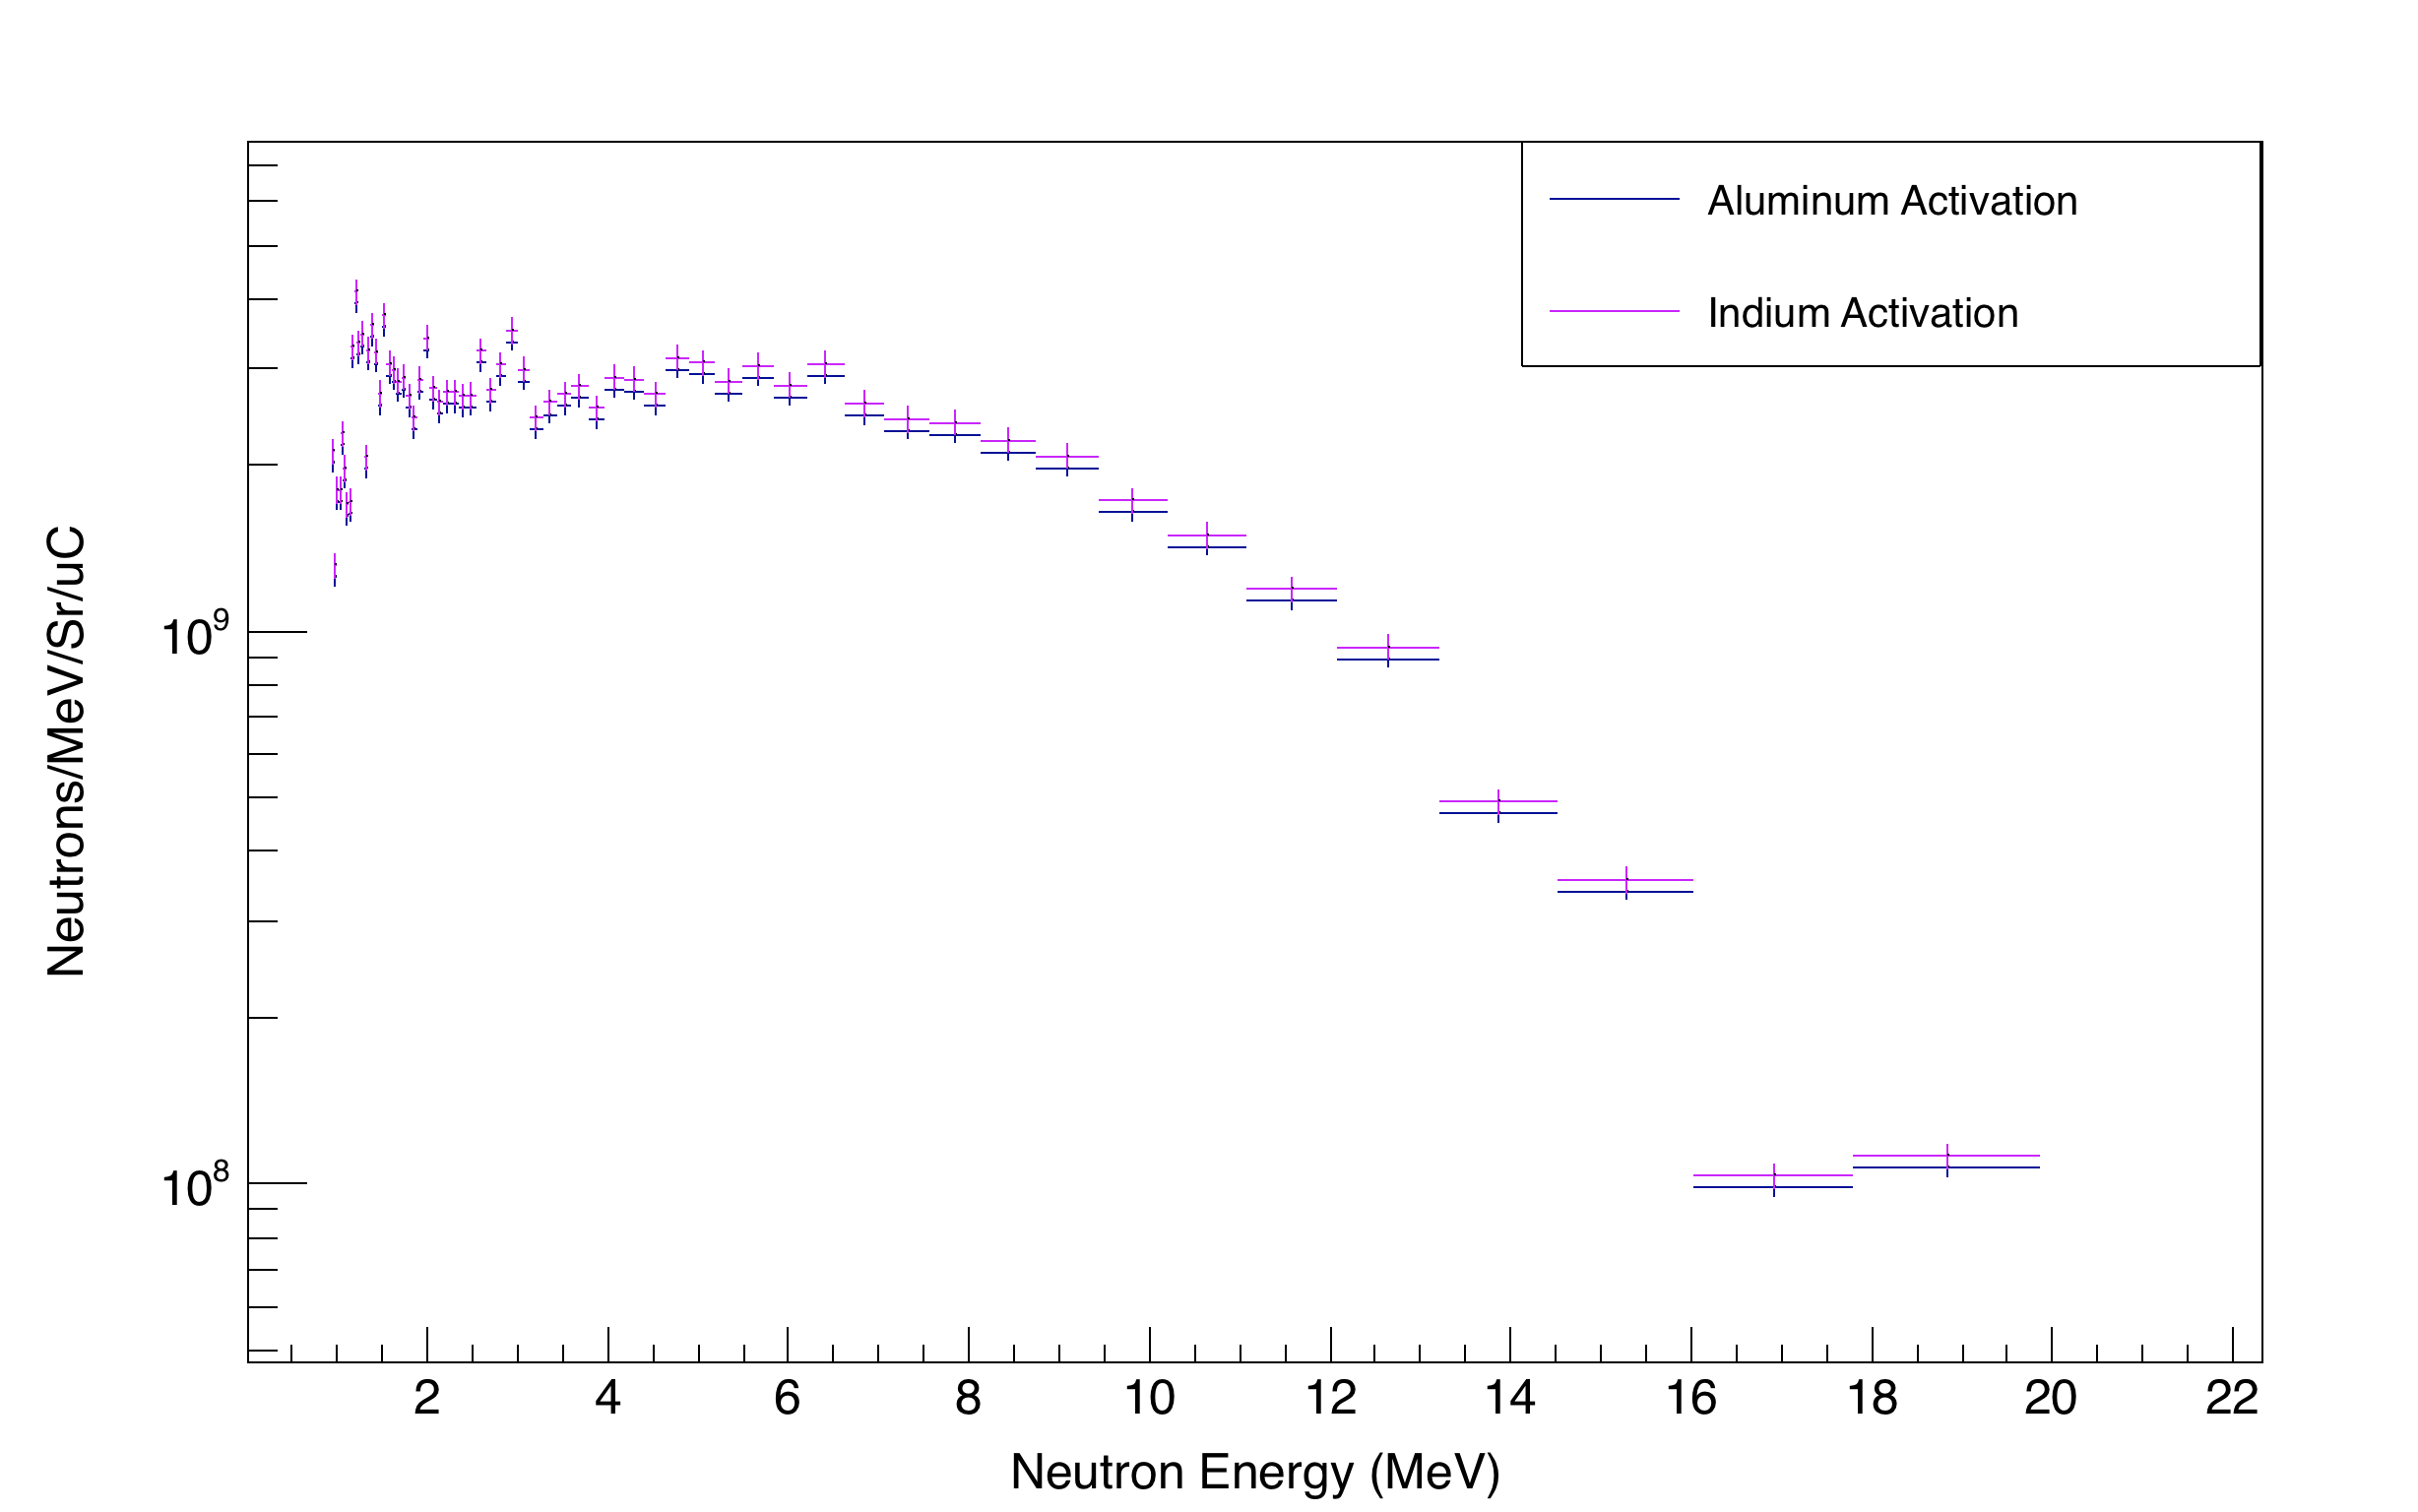 Aluminum Activation
Indium Activation
Neutrons/MeV/Sr/uC
10^9
10^8
2 4 6 8 10 12 14 16 18 20 22
Neutron Energy (MeV)